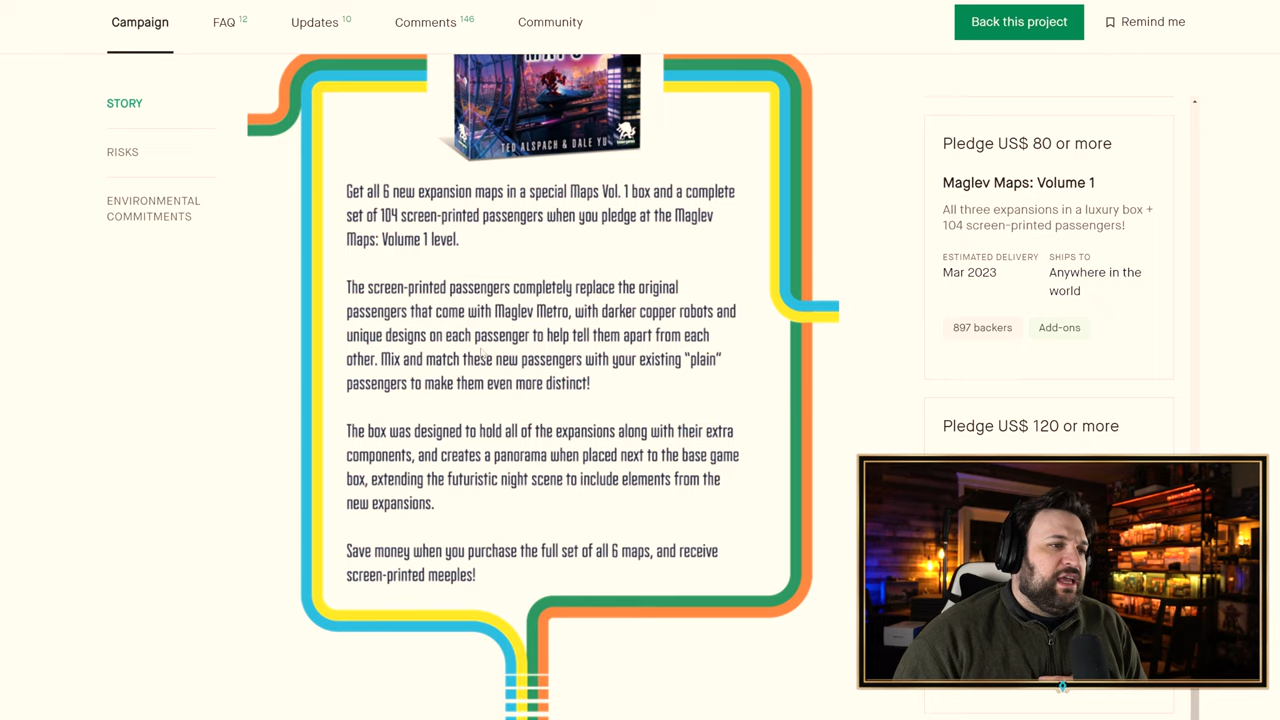 Campaign
FAQ 12
Updates 10
Comments 146
Community
Back this project
Remind me
STORY
RISKS
ENVIRONMENTAL
COMMITMENTS
TED ALSPACH & DALE YU
Get all 6 new expansion maps in a special Maps Vol. 1 box and a complete
set of 104 screen-printed passengers when you pledge at the Maglev
Maps: Volume 1 level.
The screen-printed passengers completely replace the original
passengers that come with Maglev Metro, with darker copper robots and
unique designs on each passenger to help tell them apart from each
other. Mix and match these new passengers with your existing "plain"
passengers to make them even more distinct!
The box was designed to hold all of the expansions along with their extra
components, and creates a panorama when placed next to the base game
box, extending the futuristic night scene to include elements from the
new expansions.
Save money when you purchase the full set of all 6 maps, and receive
screen-printed meeples!
Pledge US$ 80 or more
Maglev Maps: Volume 1
All three expansions in a luxury box +
104 screen-printed passengers!
ESTIMATED DELIVERY
Mar 2023
SHIPS TO
Anywhere in the
world
897 backers
Add-ons
Pledge US$ 120 or more